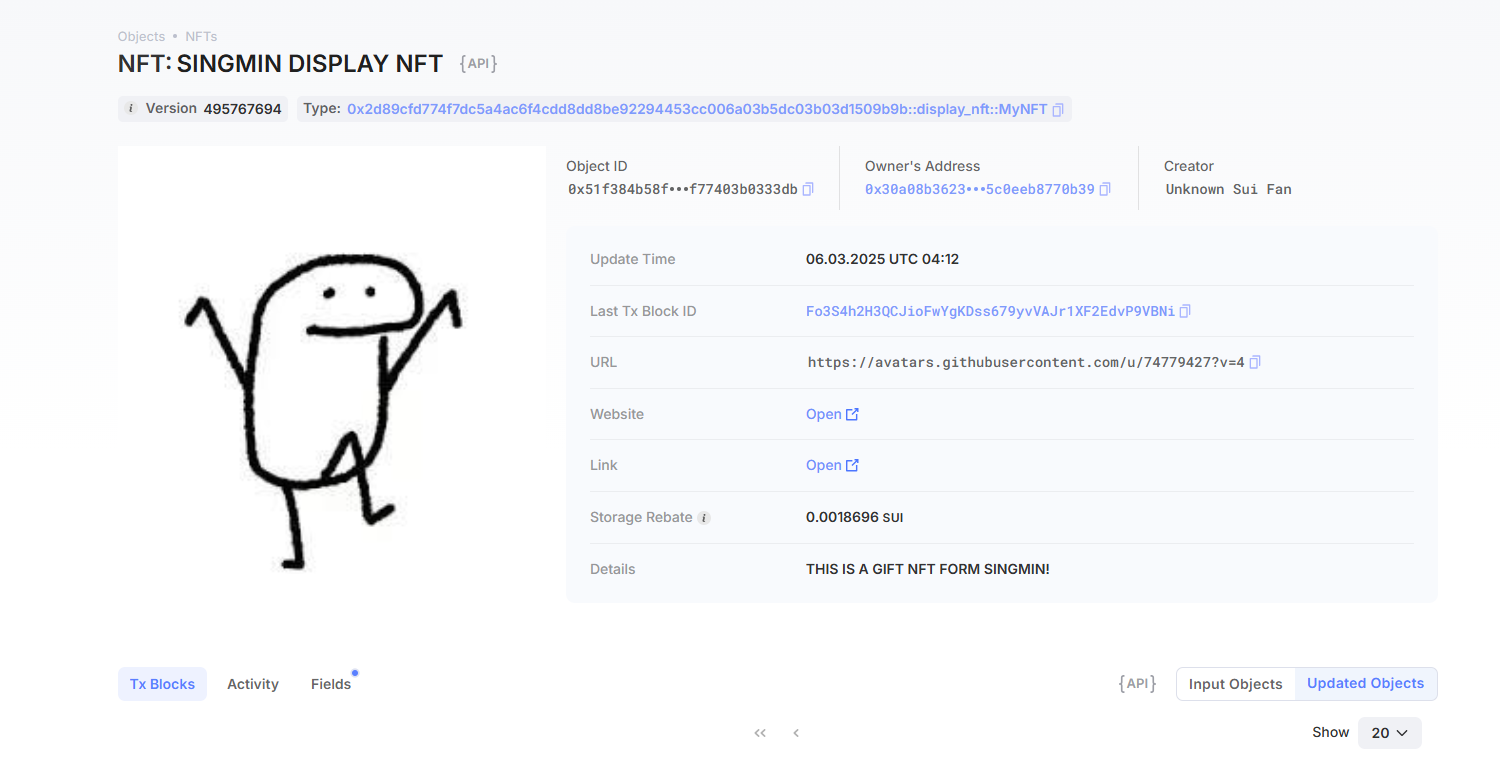 Objects • NFTs
NFT: SINGMIN DISPLAY NFT {API}
i Version 495767694 Type: 0x2d89cfd774f7dc5a4ac6f4cdd8dd8be92294453cc006a03b5dc03b03d1509b9b::display_nft::MyNFT
Object ID Owner's Address Creator
0x51f384b58f•••f77403b0333db 0x30a08b3623•••5c0eeb8770b39 Unknown Sui Fan
Update Time 06.03.2025 UTC 04:12
Last Tx Block ID Fo3S4h2H3QCJioFwYgKDss679yvVAJr1XF2EdvP9VBNi
URL https://avatars.githubusercontent.com/u/74779427?v=4
Website Open
Link Open
Storage Rebate i 0.0018696 SUI
Details THIS IS A GIFT NFT FORM SINGMIN!
Tx Blocks Activity Fields {API} Input Objects Updated Objects
Show 20